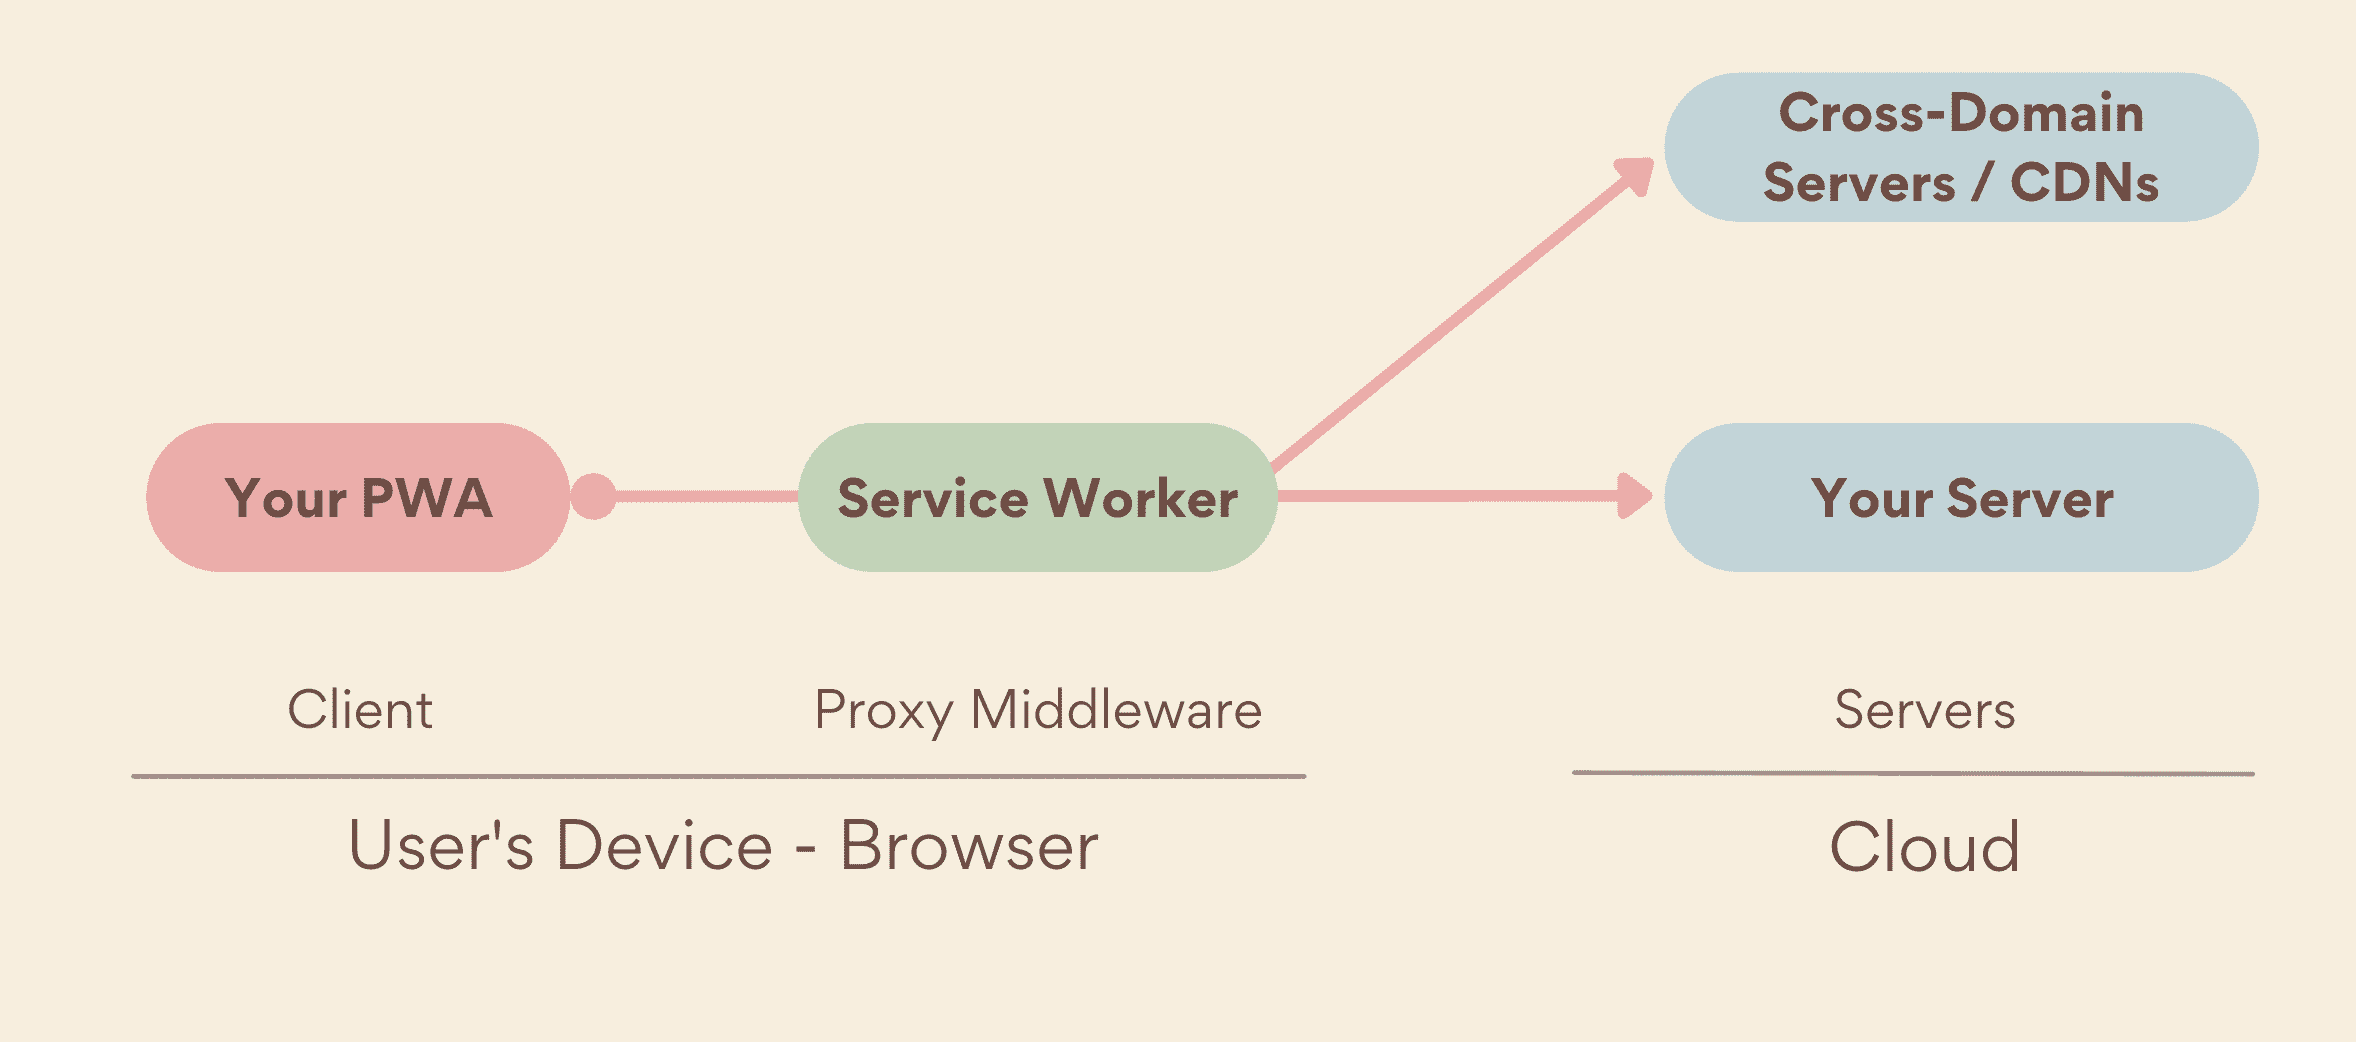 Cross-Domain
Servers / CDNs
Your PWA
Service Worker
Your Server
Client
Proxy Middleware
Servers
User's Device - Browser
Cloud